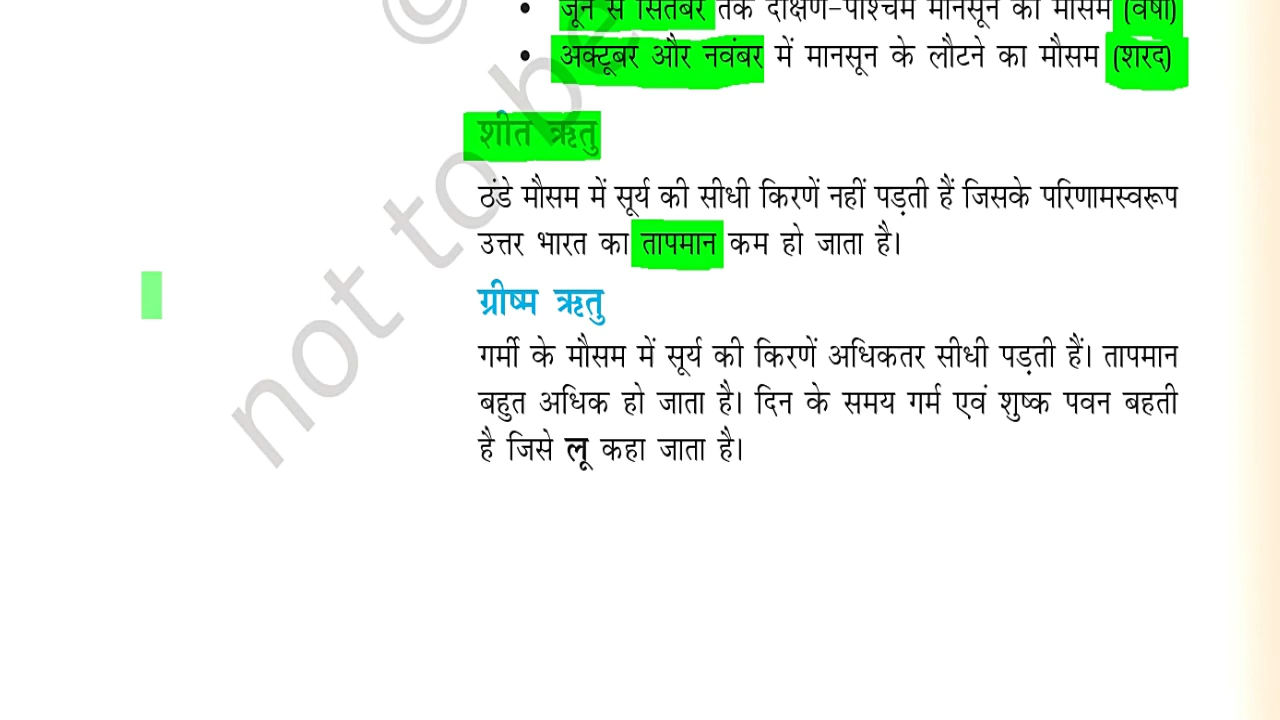 • जून से सितंबर तक दक्षिण-पश्चिम मानसून का मौसम (वर्षा)
• अक्टूबर और नवंबर में मानसून के लौटने का मौसम (शरद)
शीत ऋतु
ठंडे मौसम में सूर्य की सीधी किरणें नहीं पड़ती हैं जिसके परिणामस्वरूप
उत्तर भारत का तापमान कम हो जाता है।
ग्रीष्म ऋतु
गर्मी के मौसम में सूर्य की किरणें अधिकतर सीधी पड़ती हैं। तापमान
बहुत अधिक हो जाता है। दिन के समय गर्म एवं शुष्क पवन बहती
है जिसे लू कहा जाता है।
© not to be